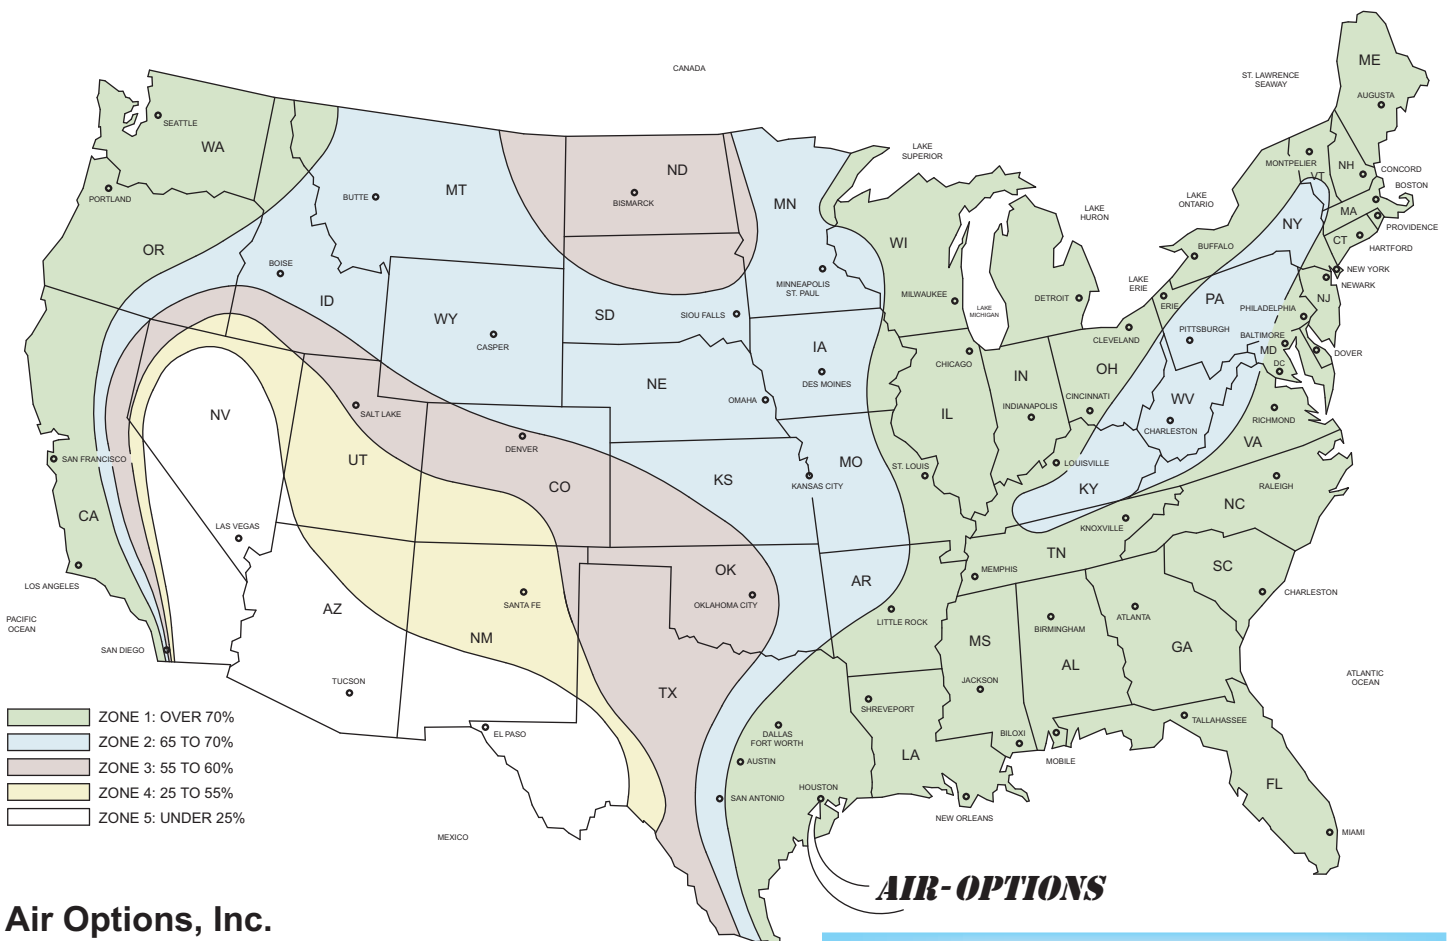 CANADA
ME
ST. LAWRENCE
SEAWAY
AUGUSTA
SEATTLE
WA
LAKE
SUPERIOR
MONTPELIER
VT
NH
CONCORD
BOSTON
ND
BISMARCK
MT
BUTTE
MN
PORTLAND
LAKE
ONTARIO
LAKE
HURON
MA
PROVIDENCE
NY
CT
HARTFORD
OR
WI
BUFFALO
BOISE
NEW YORK
NEWARK
MINNEAPOLIS
ST. PAUL
LAKE
ERIE
ERIE
ID
MILWAUKEE
DETROIT
PA
NJ
PHILADELPHIA
LAKE
MICHIGAN
WY
SD
SIOU FALLS
PITTSBURGH
BALTIMORE
CASPER
CLEVELAND
IA
MD
DOVER
CHICAGO
OH
DC
IN
NE
DES MOINES
OMAHA
CINCINNATI
WV
INDIANAPOLIS
NV
SALT LAKE
IL
CHARLESTON
RICHMOND
VA
DENVER
SAN FRANCISCO
UT
MO
ST. LOUIS
LOUISVILLE
KS
KANSAS CITY
CO
KY
RALEIGH
NC
CA
LAS VEGAS
KNOXVILLE
TN
LOS ANGELES
OK
AR
MEMPHIS
SC
SANTA FE
OKLAHOMA CITY
CHARLESTON
AZ
PACIFIC
OCEAN
LITTLE ROCK
ATLANTA
BIRMINGHAM
NM
MS
SAN DIEGO
GA
AL
TUCSON
JACKSON
ATLANTIC
OCEAN
TX
SHREVEPORT
ZONE 1: OVER 70%
TALLAHASSEE
EL PASO
DALLAS
FORT WORTH
BILOXI
ZONE 2: 65 TO 70%
LA
MOBILE
AUSTIN
ZONE 3: 55 TO 60%
FL
HOUSTON
ZONE 4: 25 TO 55%
SAN ANTONIO
NEW ORLEANS
ZONE 5: UNDER 25%
MIAMI
MEXICO
AIR-OPTIONS
Air Options, Inc.